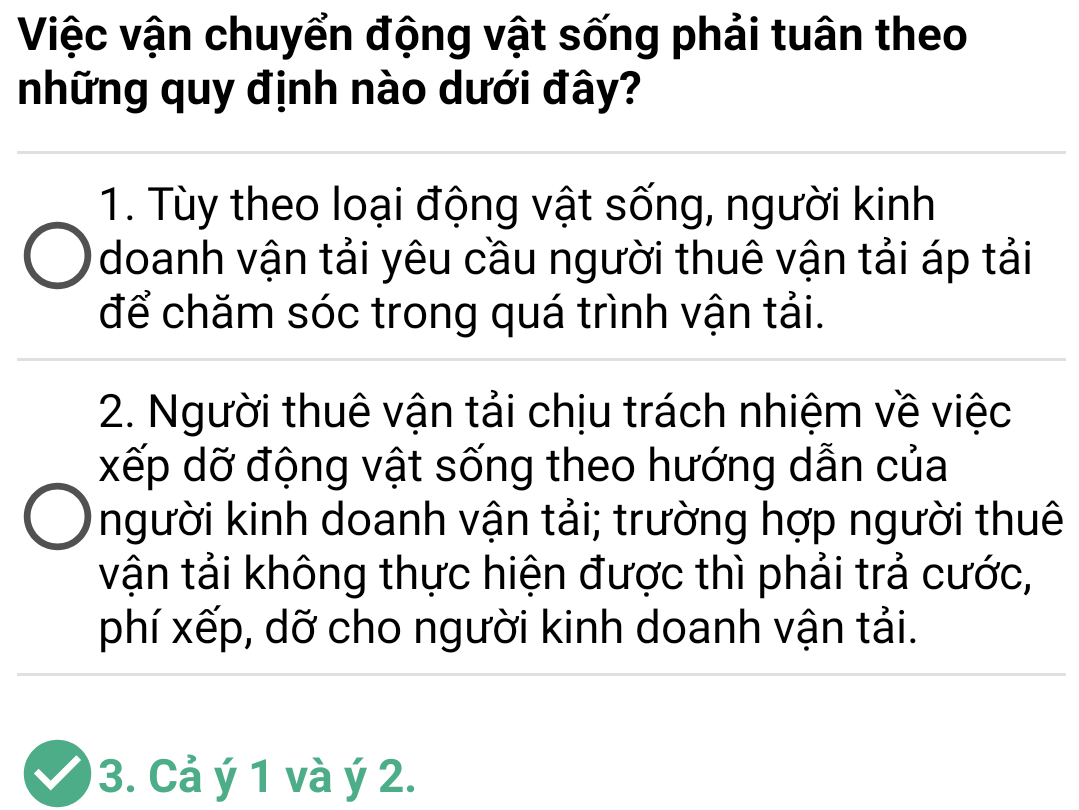 Việc vận chuyển động vật sống phải tuân theo
những quy định nào dưới đây?
1. Tùy theo loại động vật sống, người kinh
doanh vận tải yêu cầu người thuê vận tải áp tải
để chăm sóc trong quá trình vận tải.
2. Người thuê vận tải chịu trách nhiệm về việc
xếp dỡ động vật sống theo hướng dẫn của
người kinh doanh vận tải; trường hợp người thuê
vận tải không thực hiện được thì phải trả cước,
phí xếp, dỡ cho người kinh doanh vận tải.
3. Cả ý 1 và ý 2.